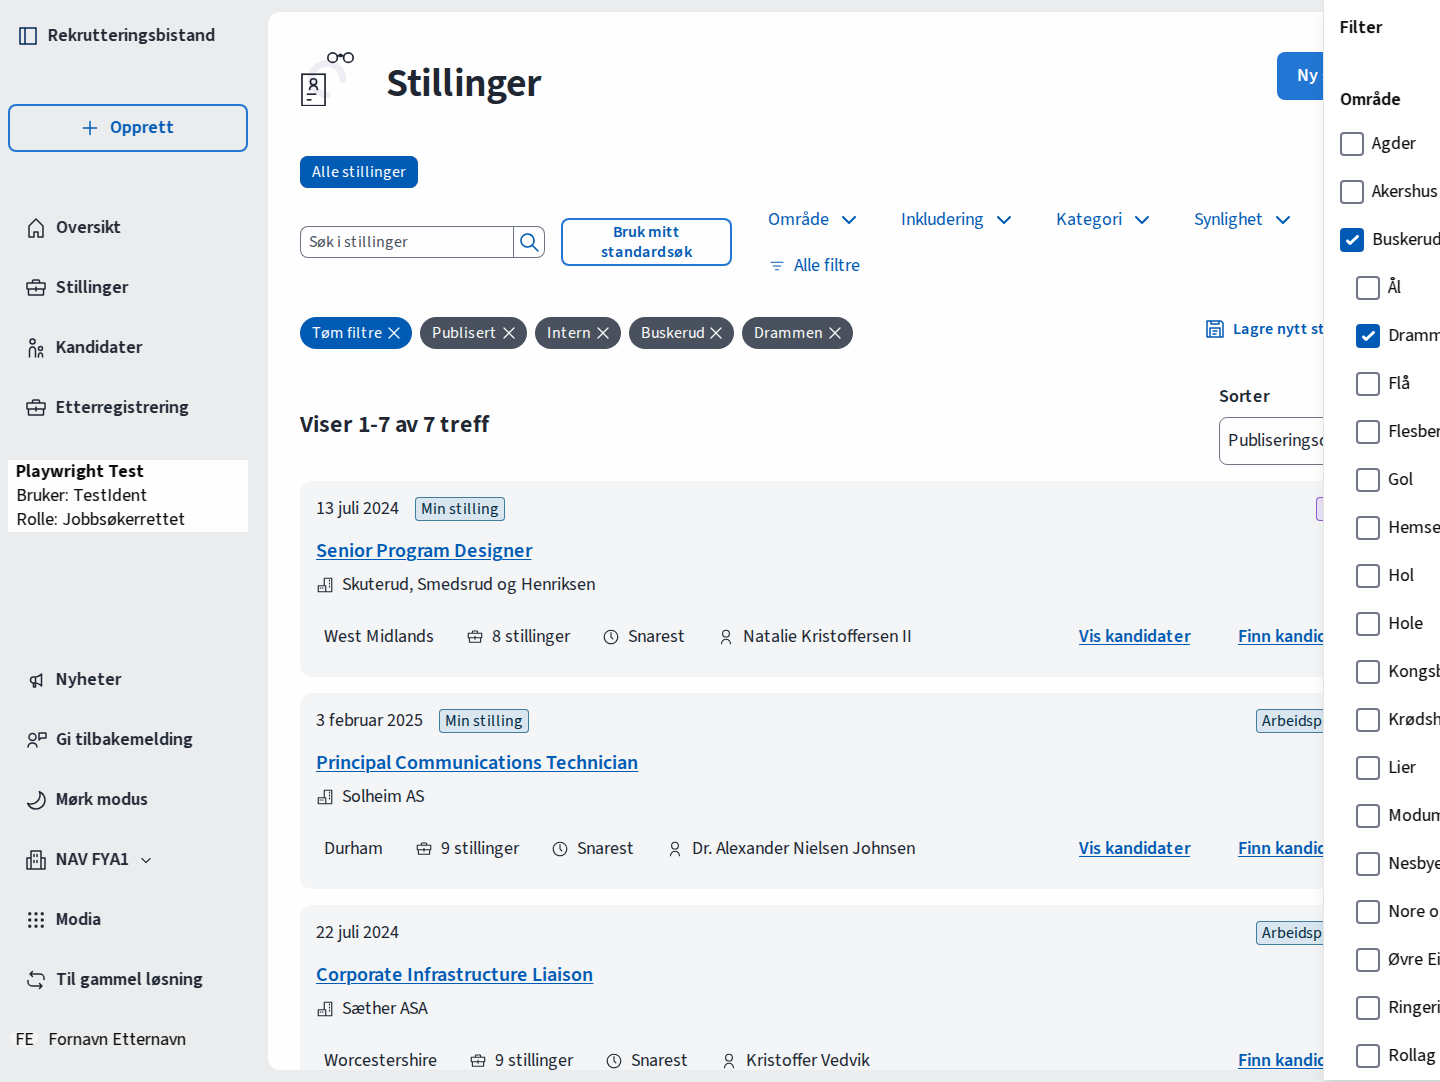 Rekrutteringsbistand
Opprett
Oversikt
Stillinger
Kandidater
Etterregistrering
Playwright Test
Bruker: TestIdent
Rolle: Jobbsøkerrettet
Nyheter
Gi tilbakemelding
Mørk modus
NAV FYA1
Modia
Til gammel løsning
FE Fornavn Etternavn
Stillinger
Ny
Alle stillinger
Søk i stillinger
Bruk mitt
standardsøk
Område
Inkludering
Kategori
Synlighet
Alle filtre
Tøm filtre
Publisert
Intern
Buskerud
Drammen
Lagre nytt st
Viser 1-7 av 7 treff
Sorter
Publiserings
13 juli 2024 Min stilling
Senior Program Designer
Skuterud, Smedsrud og Henriksen
West Midlands 8 stillinger Snarest Natalie Kristoffersen II Vis kandidater Finn kandid
3 februar 2025 Min stilling Arbeidsp
Principal Communications Technician
Solheim AS
Durham 9 stillinger Snarest Dr. Alexander Nielsen Johnsen Vis kandidater Finn kandid
22 juli 2024 Arbeidsp
Corporate Infrastructure Liaison
Sæther ASA
Worcestershire 9 stillinger Snarest Kristoffer Vedvik Finn kandid
Filter
Område
Agder
Akershus
Buskerud
Ål
Dramm
Flå
Flesber
Gol
Hemse
Hol
Hole
Kongsb
Krødsh
Lier
Modum
Nesbye
Nore o
Øvre Ei
Ringeri
Rollag